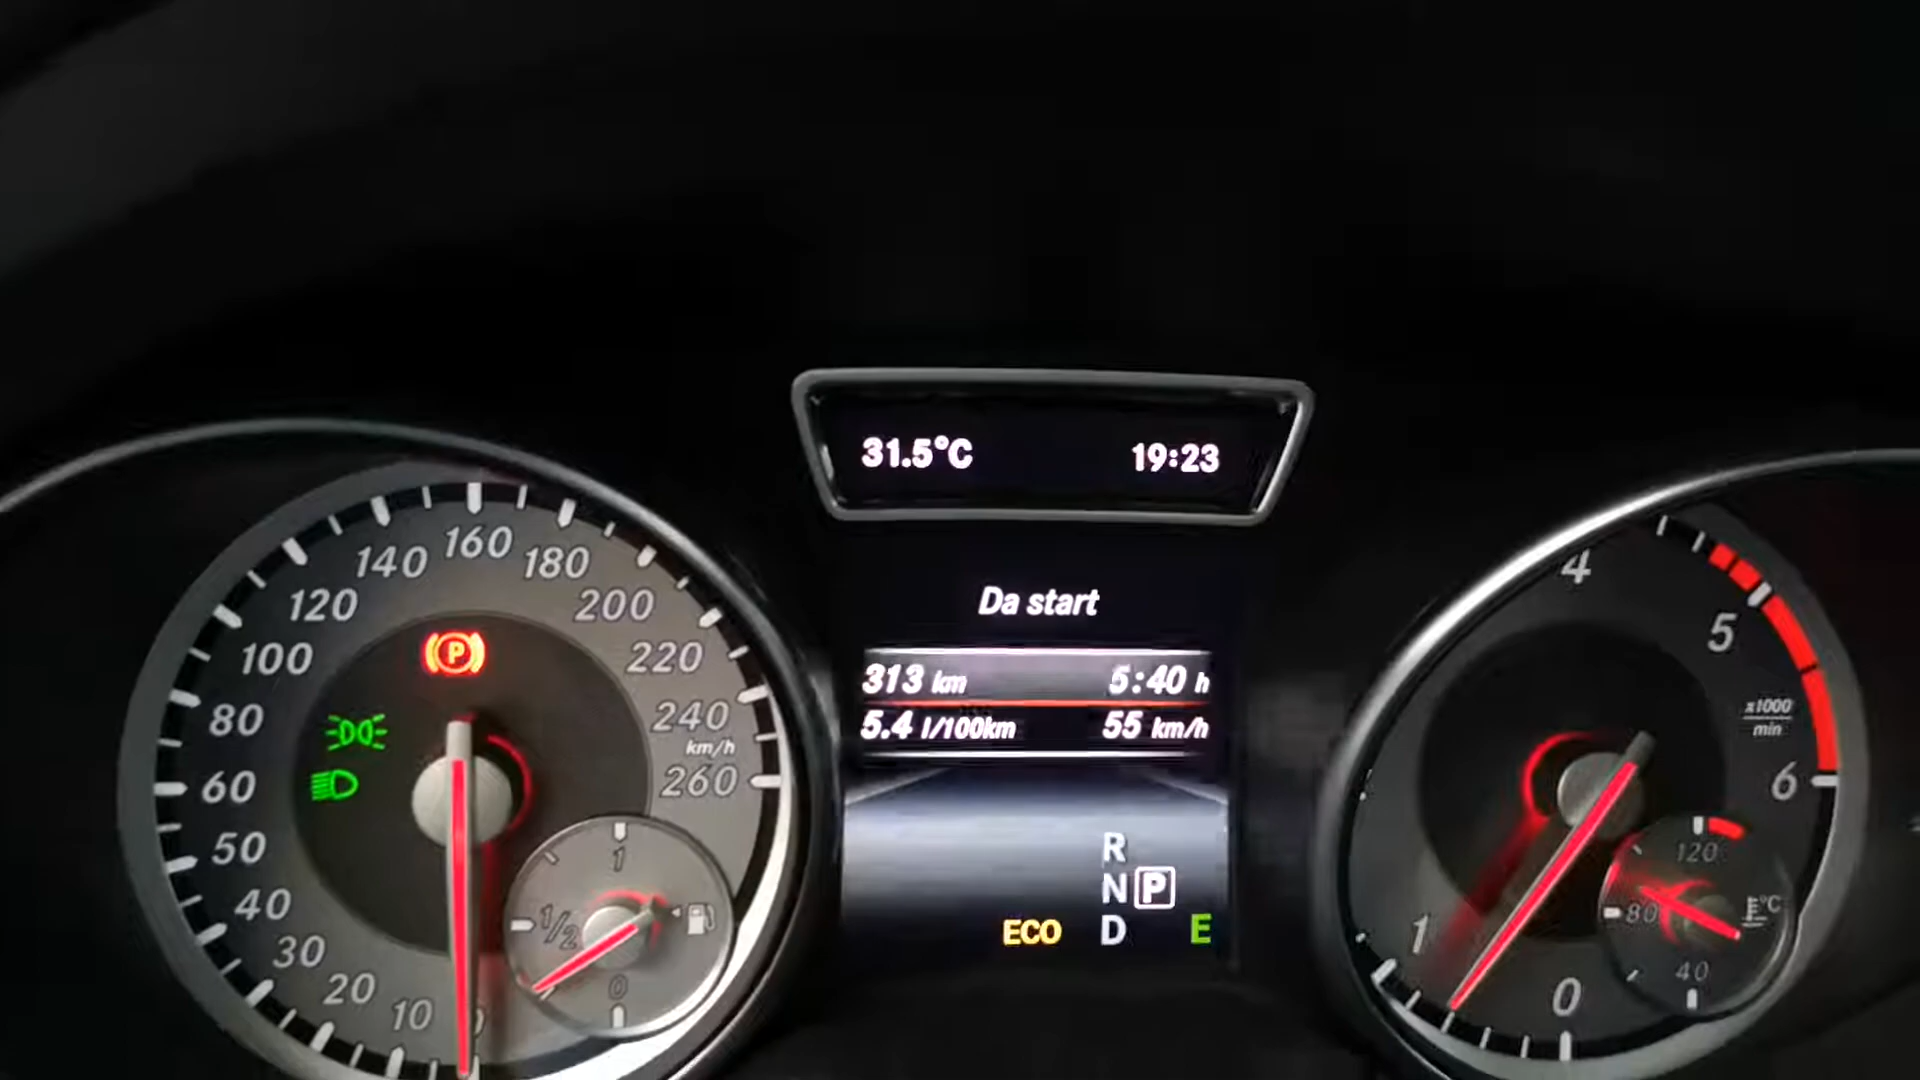 31.5°C 19:23
Da start
313 km 5:40 h
5.4 l/100km 55 km/h
R
N P
ECO D E
10
20
30
40
50
60
80
100
120
140
160
180
200
220
240
km/h
260
P
1
1/2
0
0
1
4
5
6
x1000
min
120
80
40
°C